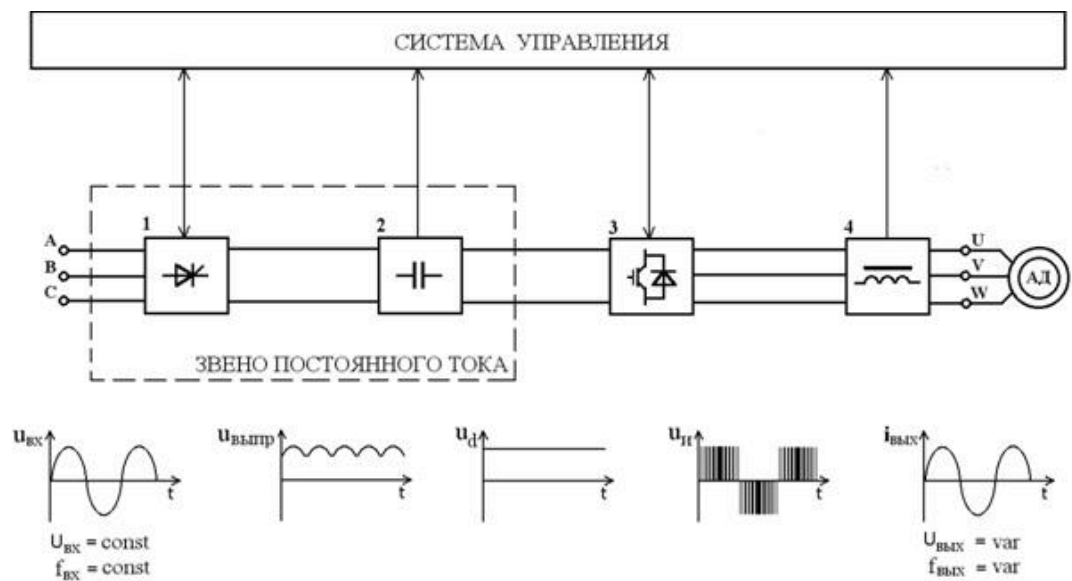 СИСТЕМА УПРАВЛЕНИЯ
1
2
3
4
A
B
C
U
V
W
АД
ЗВЕНО ПОСТОЯННОГО ТОКА
uвх
t
uвыпр
t
ud
t
uн
t
iвых
t
Uвх = const
fвх = const
Uвых = var
fвых = var